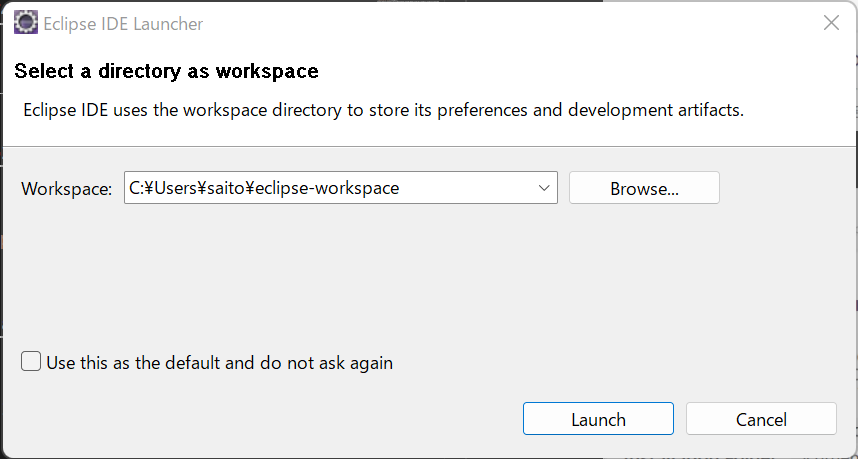 Eclipse IDE Launcher
Select a directory as workspace
Eclipse IDE uses the workspace directory to store its preferences and development artifacts.
Workspace: C:¥Users¥saito¥eclipse-workspace Browse...
Use this as the default and do not ask again
Launch Cancel